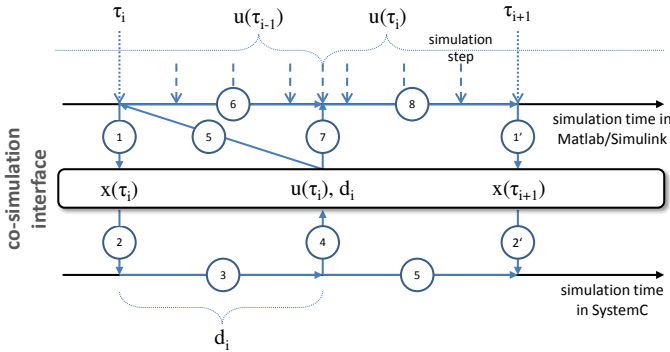 τi u(τi-1) u(τi) τi+1
simulation
step
6 8
simulation time in
Matlab/Simulink
1 5 7 1'
co-simulation
interface
x(τi) u(τi), di x(τi+1)
2 4 2'
3 5
simulation time
in SystemC
di